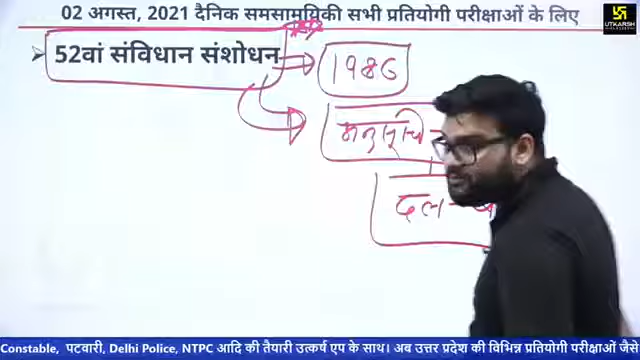 02 अगस्त, 2021 दैनिक समसामयिकी सभी प्रतियोगी परीक्षाओं के लिए
UTKARSH
52वां संविधान संशोधन
अनुसूचि
दल-
Constable, पटवारी, Delhi Police, NTPC आदि की तैयारी उत्कर्ष एप के साथ। अब उत्तर प्रदेश की विभिन्न प्रतियोगी परीक्षाओं जैसे